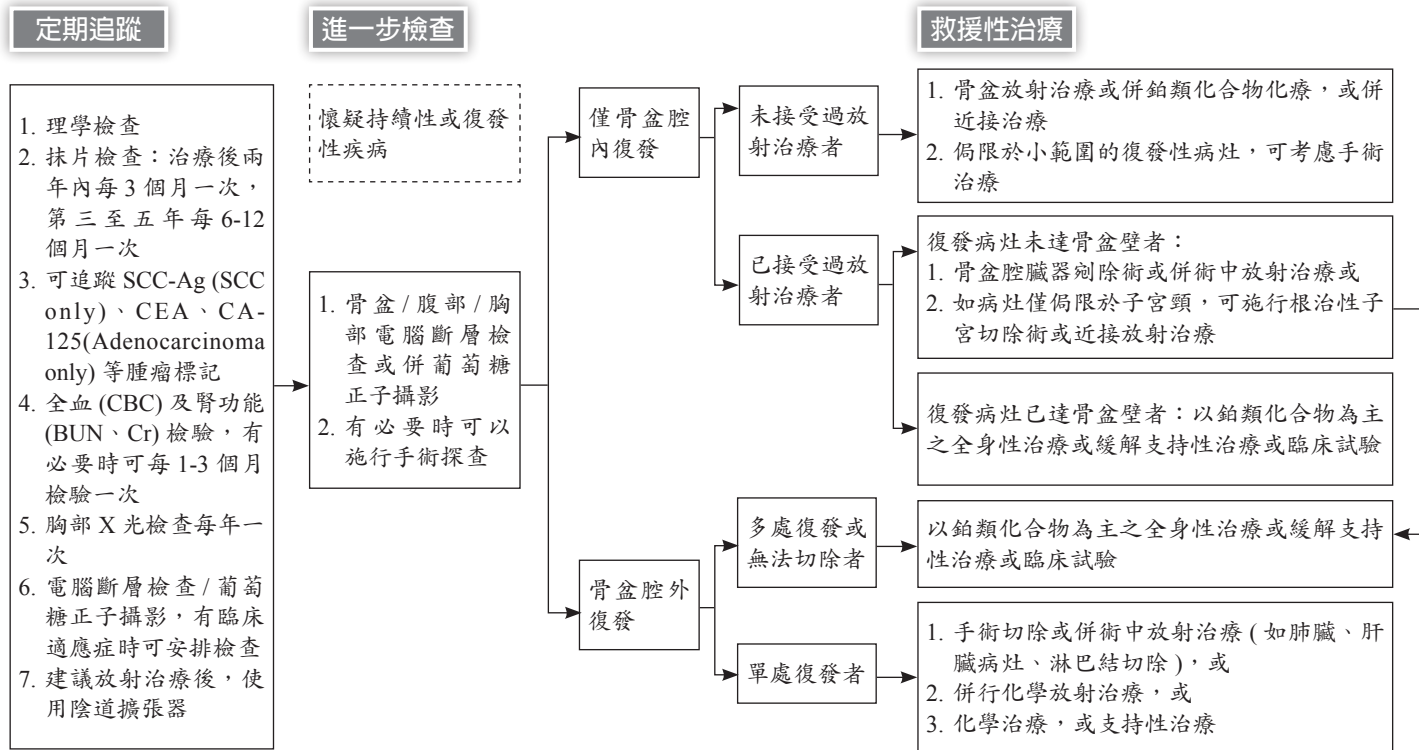 定期追蹤
進一步檢查
救援性治療
1. 理學檢查
2. 抹片檢查：治療後兩
年內每 3 個月一次，
第三至五年每 6-12
個月一次
3. 可追蹤 SCC-Ag (SCC
only)、CEA、CA-
125(Adenocarcinoma
only) 等腫瘤標記
4. 全血 (CBC) 及腎功能
(BUN、Cr) 檢驗，有
必要時可每 1-3 個月
檢驗一次
5. 胸部 X 光檢查每年一
次
6. 電腦斷層檢查 / 葡萄
糖正子攝影，有臨床
適應症時可安排檢查
7. 建議放射治療後，使
用陰道擴張器
懷疑持續性或復發
性疾病
1. 骨盆 / 腹部 / 胸
部電腦斷層檢
查或併葡萄糖
正子攝影
2. 有必要時可以
施行手術探查
僅骨盆腔
內復發
未接受過放
射治療者
1. 骨盆放射治療或併鉑類化合物化療，或併
近接治療
2. 侷限於小範圍的復發性病灶，可考慮手術
治療
已接受過放
射治療者
復發病灶未達骨盆壁者：
1. 骨盆腔臟器剜除術或併術中放射治療或
2. 如病灶僅侷限於子宮頸，可施行根治性子
宮切除術或近接放射治療
復發病灶已達骨盆壁者：以鉑類化合物為主
之全身性治療或緩解支持性治療或臨床試驗
骨盆腔外
復發
多處復發或
無法切除者
以鉑類化合物為主之全身性治療或緩解支持
性治療或臨床試驗
單處復發者
1. 手術切除或併術中放射治療 ( 如肺臟、肝
臟病灶、淋巴結切除 )，或
2. 併行化學放射治療，或
3. 化學治療，或支持性治療